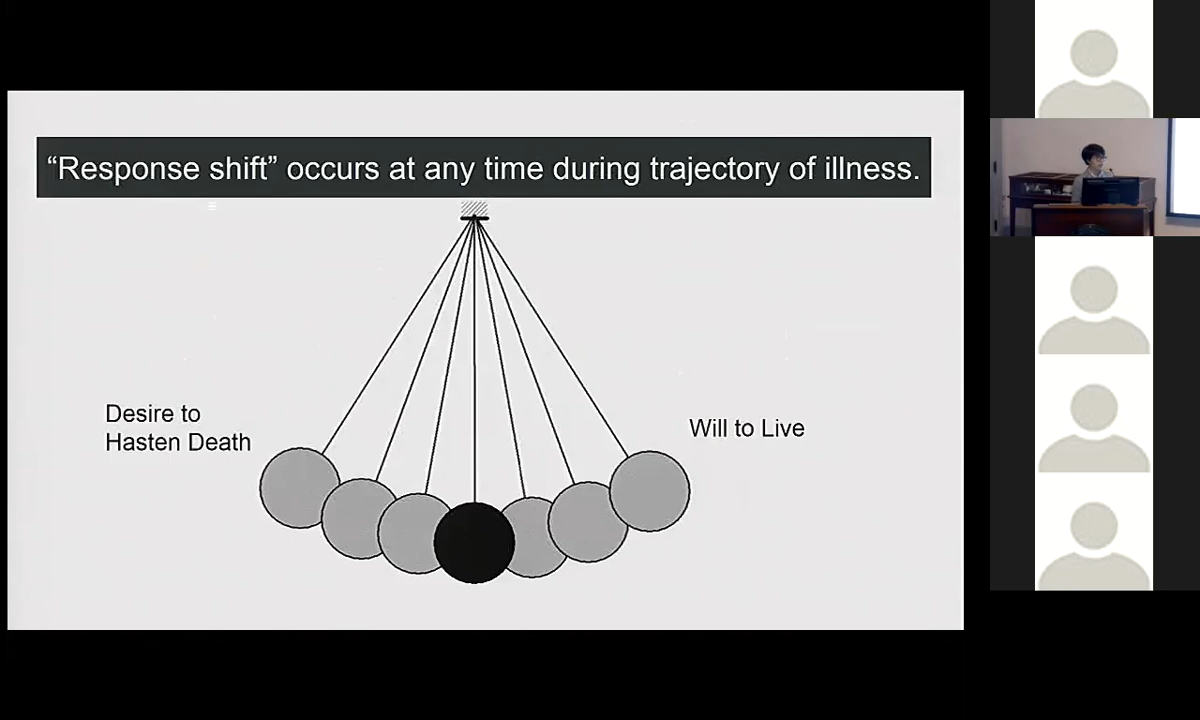 “Response shift” occurs at any time during trajectory of illness.
Desire to
Hasten Death
Will to Live